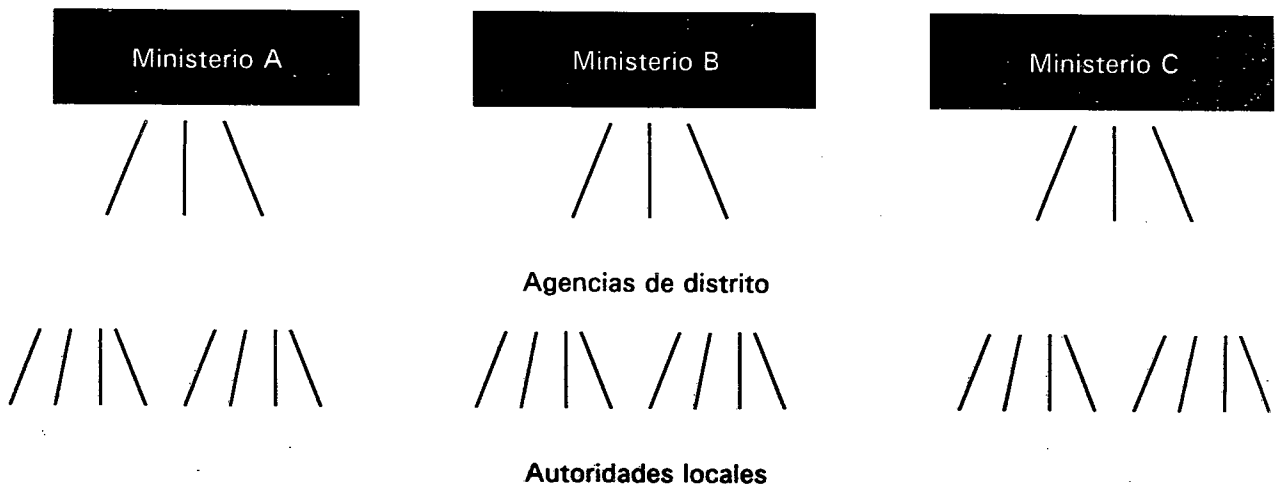 Ministerio A
Ministerio B
Ministerio C
Agencias de distrito
Autoridades locales